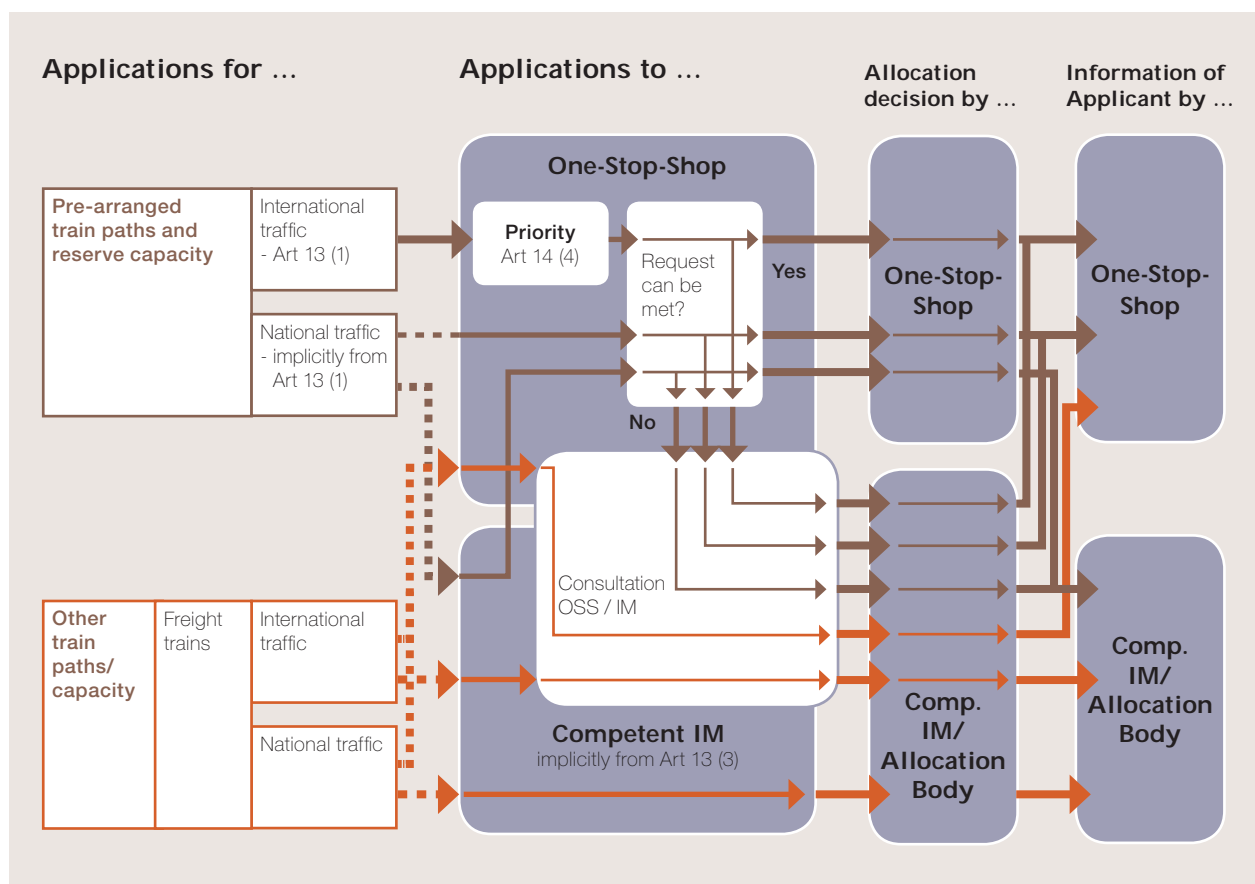 Applications for ...
Applications to ...
Allocation
decision by ...
Information of
Applicant by ...
One-Stop-Shop
Pre-arranged
train paths and
reserve capacity
International
traffic
- Art 13 (1)
National traffic
- implicitly from
Art 13 (1)
Priority
Art 14 (4)
Request
can be
met?
Yes
No
One-Stop-
Shop
One-Stop-
Shop
Consultation
OSS / IM
Other
train
paths/
capacity
Freight
trains
International
traffic
National traffic
Competent IM
implicitly from Art 13 (3)
Comp.
IM/
Allocation
Body
Comp.
IM/
Allocation
Body